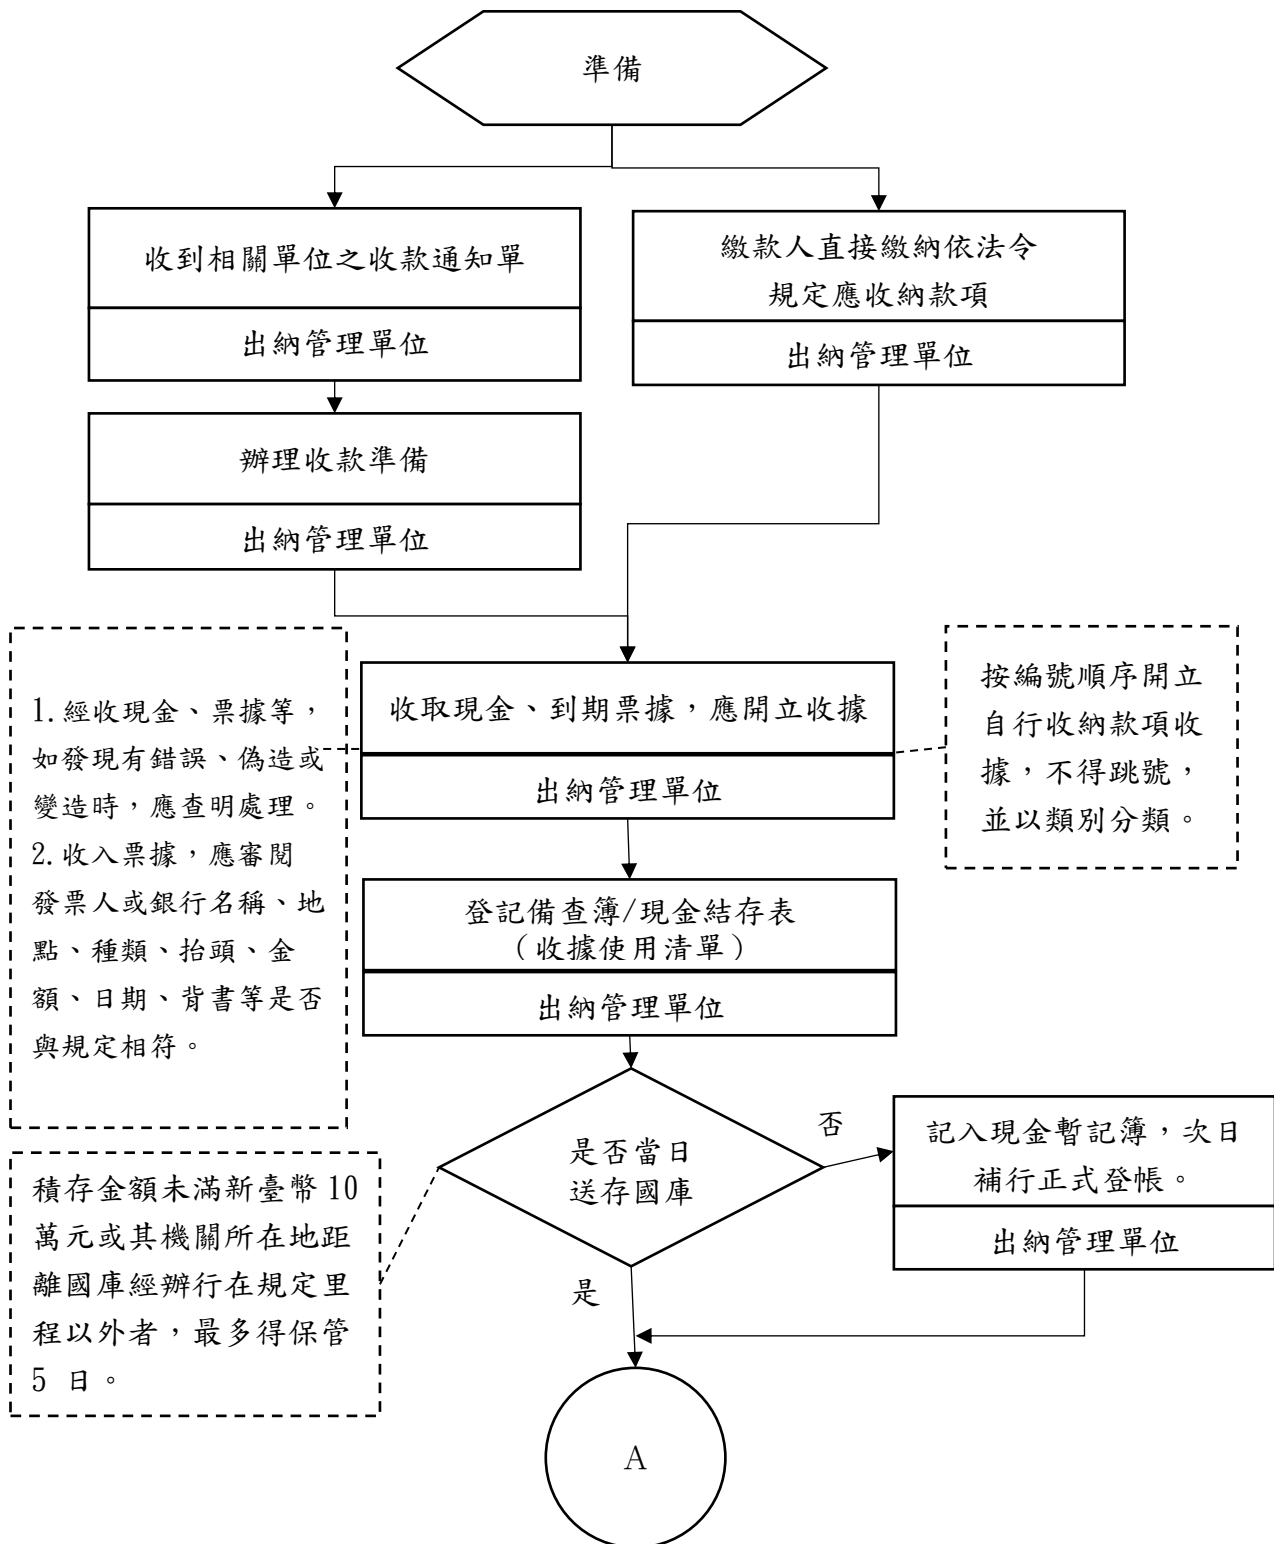 準備
收到相關單位之收款通知單
出納管理單位
繳款人直接繳納依法令
規定應收納款項
出納管理單位
辦理收款準備
出納管理單位
1.經收現金、票據等，
如發現有錯誤、偽造或
變造時，應查明處理。
2.收入票據，應審閱
發票人或銀行名稱、地
點、種類、抬頭、金
額、日期、背書等是否
與規定相符。
收取現金、到期票據，應開立收據
出納管理單位
按編號順序開立
自行收納款項收
據，不得跳號，
並以類別分類。
登記備查簿/現金結存表
（收據使用清單）
出納管理單位
是否當日
送存國庫
否
記入現金暫記簿，次日
補行正式登帳。
出納管理單位
積存金額未滿新臺幣 10
萬元或其機關所在地距
離國庫經辦行在規定里
程以外者，最多得保管
5 日。
是
A